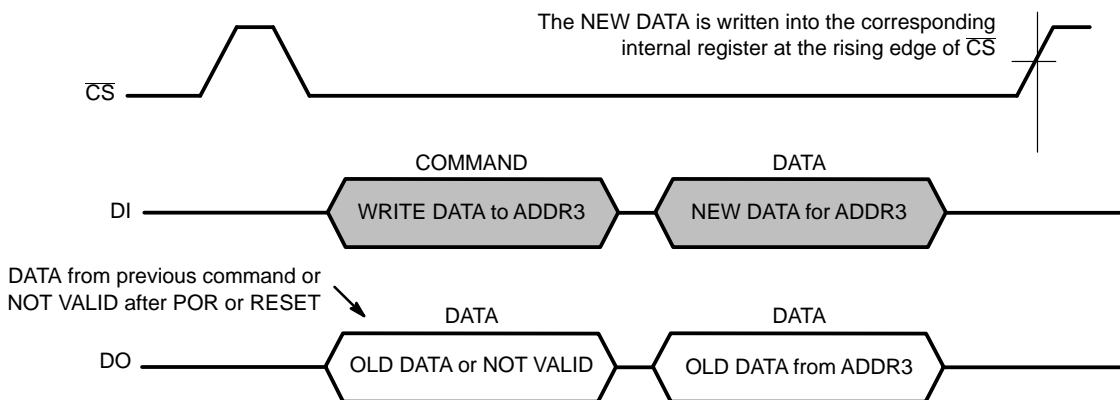 The NEW DATA is written into the corresponding
internal register at the rising edge of CS
CS
COMMAND
DATA
DI
WRITE DATA to ADDR3
NEW DATA for ADDR3
DATA from previous command or
NOT VALID after POR or RESET
DATA
DATA
DO
OLD DATA or NOT VALID
OLD DATA from ADDR3